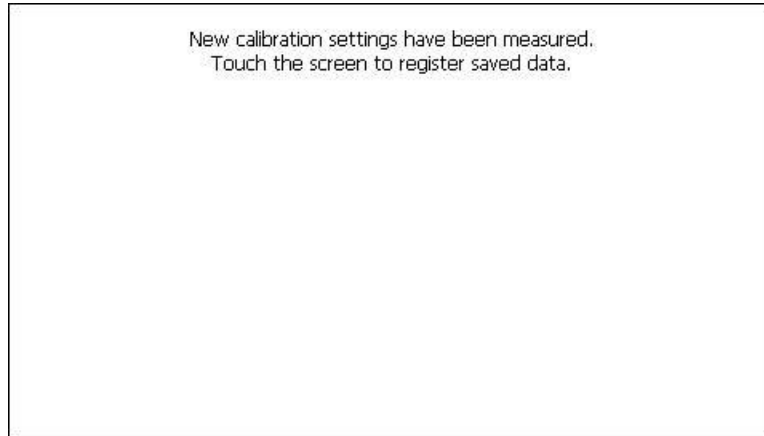 New calibration settings have been measured.
Touch the screen to register saved data.